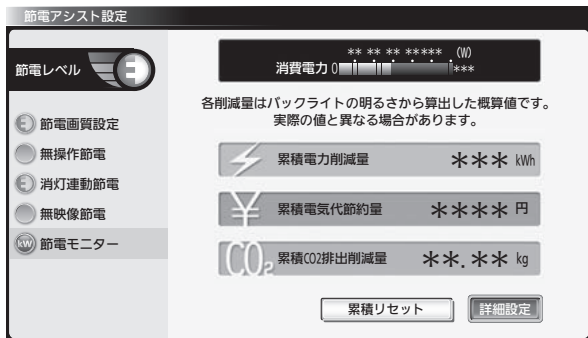 節電アシスト設定
節電レベル
** ** ** ***** (W)
消費電力 0 ***
各削減量はバックライトの明るさから算出した概算値です。
実際の値と異なる場合があります。
節電画質設定
無操作節電
消灯連動節電
無映像節電
kW 節電モニター
累積電力削減量 *** kWh
¥ 累積電気代節約量 **** 円
CO2 累積CO2排出削減量 **.** kg
累積リセット 詳細設定